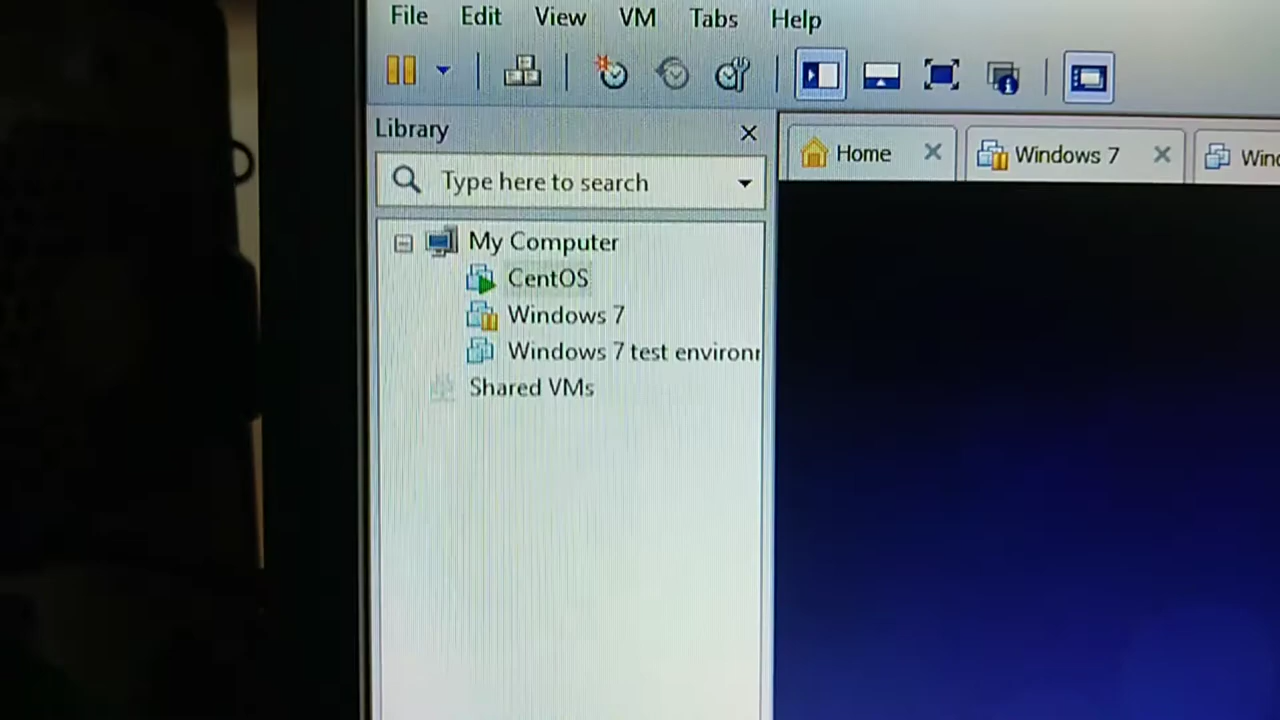 File Edit View VM Tabs Help
Library
Type here to search
Home Windows 7
My Computer
CentOS
Windows 7
Windows 7 test
Shared VMs